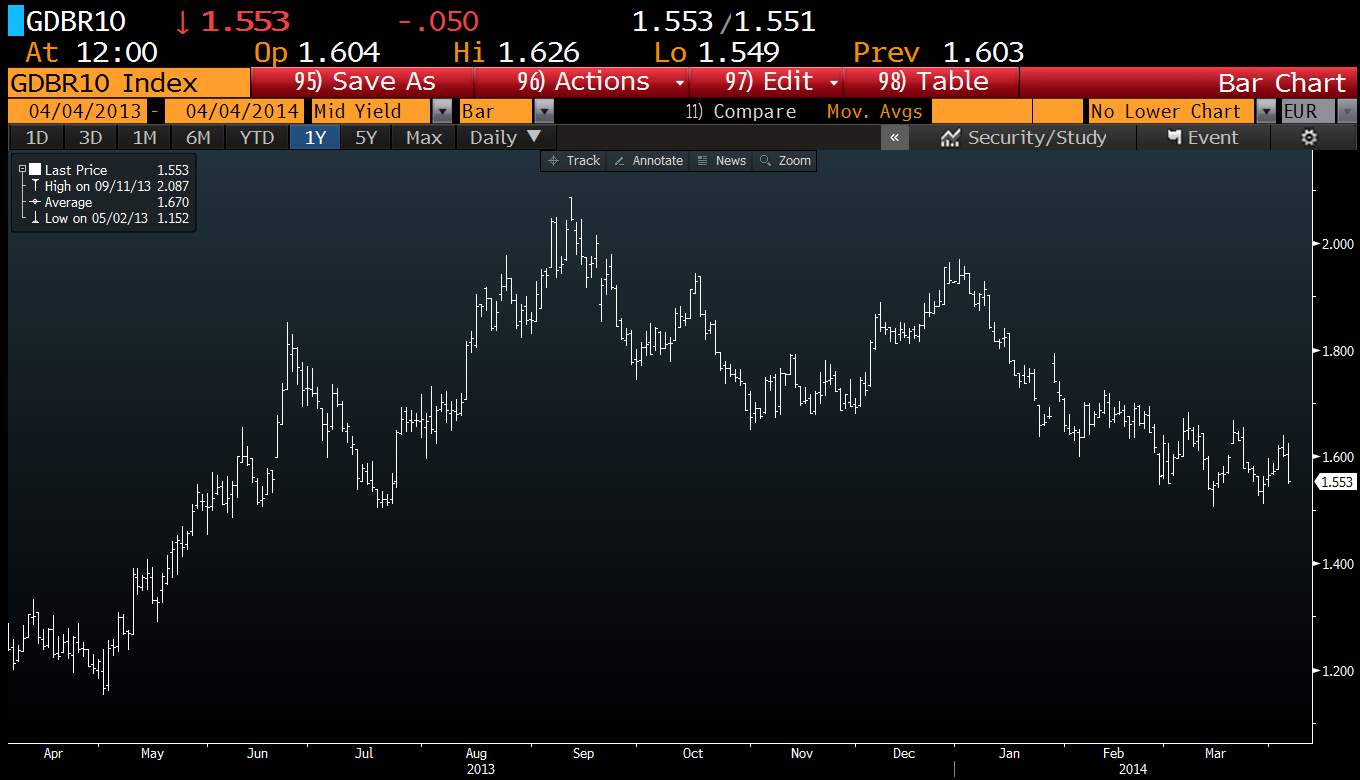 GDBR10 ↓ 1.553 -.050 1.553 /1.551
At 12:00 Op 1.604 Hi 1.626 Lo 1.549 Prev 1.603
GDBR10 Index 95) Save As 96) Actions 97) Edit 98) Table Bar Chart
04/04/2013 - 04/04/2014 Mid Yield Bar 11) Compare Mov. Avgs No Lower Chart EUR
1D 3D 1M 6M YTD 1Y 5Y Max Daily ▼ « Security/Study Event
Track Annotate News Zoom
Last Price 1.553
High on 09/11/13 2.087
Average 1.670
Low on 05/02/13 1.152
2.000
1.800
1.600
1.553
1.400
1.200
Apr May Jun Jul Aug Sep Oct Nov Dec Jan Feb Mar
2013 2014